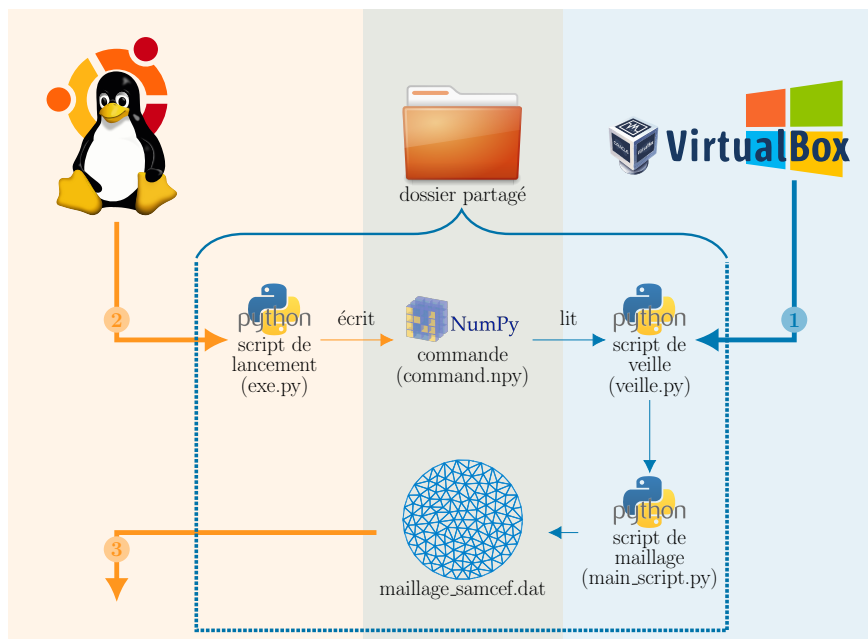 VirtualBox
dossier partagé
2
python
script de
lancement
(exe.py)
écrit
NumPy
commande
(command.npy)
lit
python
script de
veille
(veille.py)
1
python
script de
maillage
(main_script.py)
maillage_samcef.dat
3